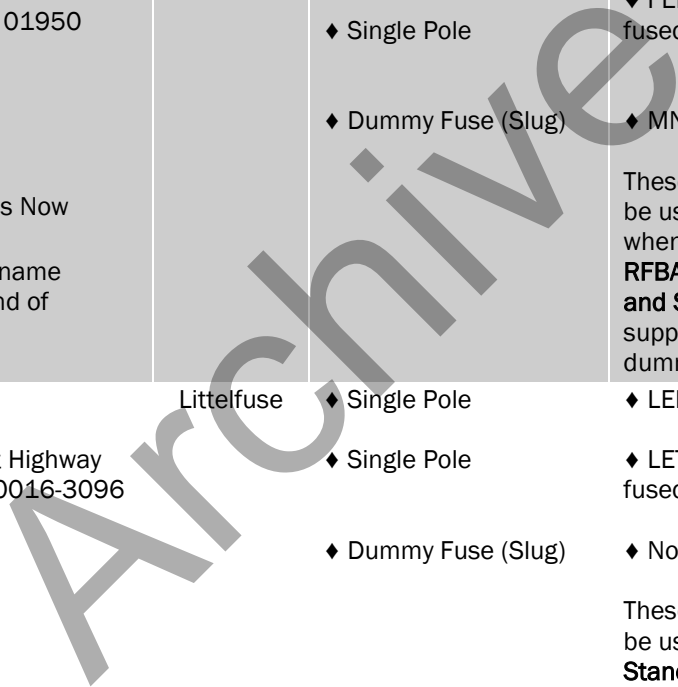 01950
s Now
name
nd of
♦ Single Pole
♦ Dummy Fuse (Slug)
fused
♦ MN
These
be us
when
RFBA
and S
supp
dumm
Highway
0016-3096
Littelfuse
♦ Single Pole
♦ Single Pole
♦ Dummy Fuse (Slug)
♦ LE
♦ LET
fused
♦ No
These
be us
Stand
Archive